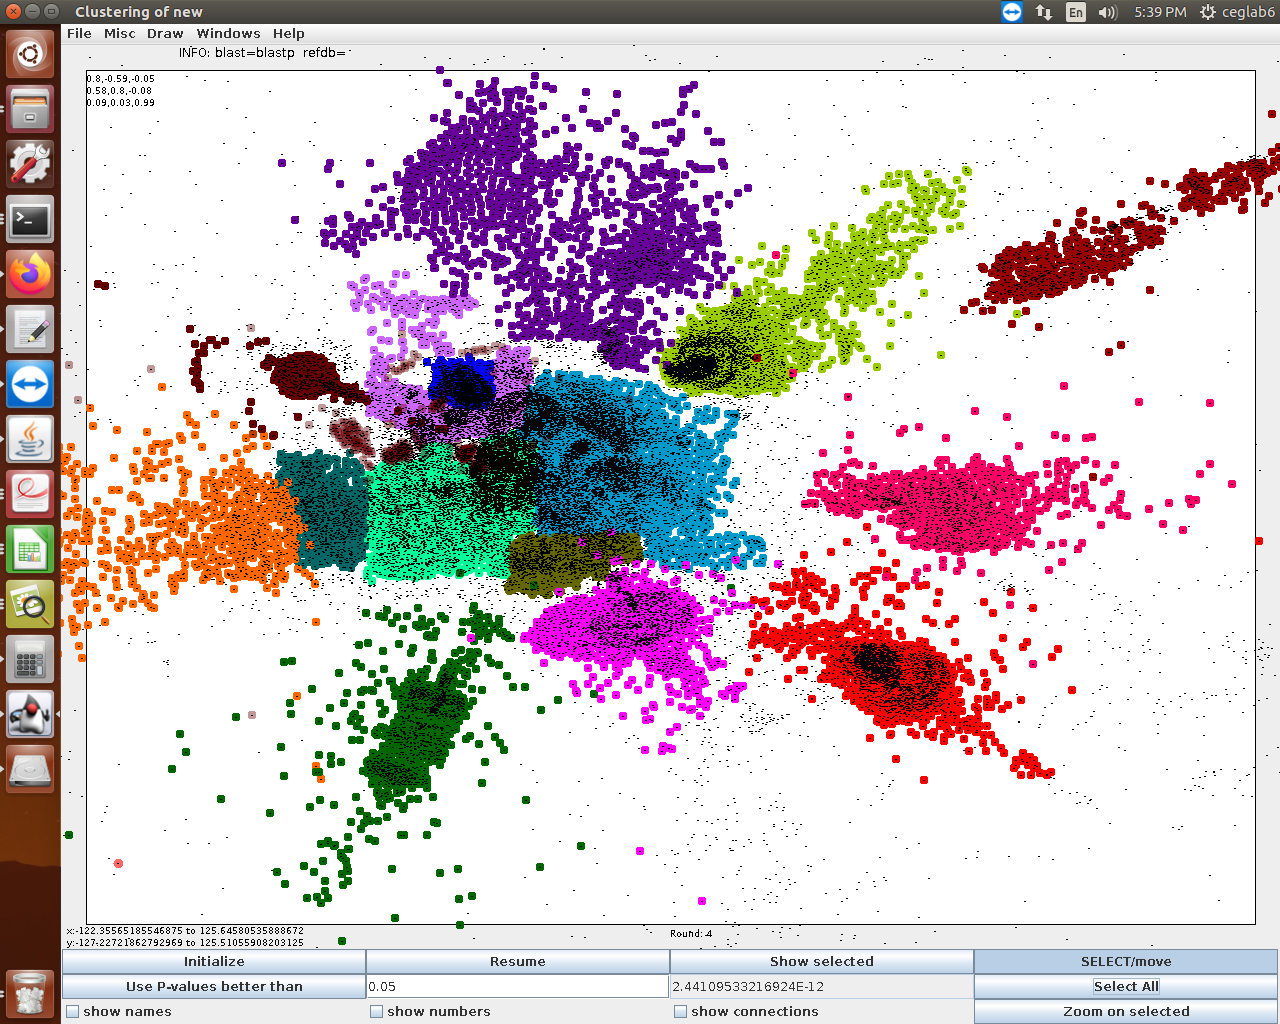 Clustering of new
En
5:39 PM
ceglab6
File Misc Draw Windows Help
INFO: blast=blastp refdb=
0.8,-0.59,-0.05
0.58,0.8,-0.08
0.09,0.03,0.99
x:-122.35565185546875 to 125.64580535888672
y:-127.22721862792969 to 125.51055908203125
Round: 4
Initialize
Resume
Show selected
SELECT/move
Use P-values better than
0.05
2.44109533216924E-12
Select All
show names
show numbers
show connections
Zoom on selected